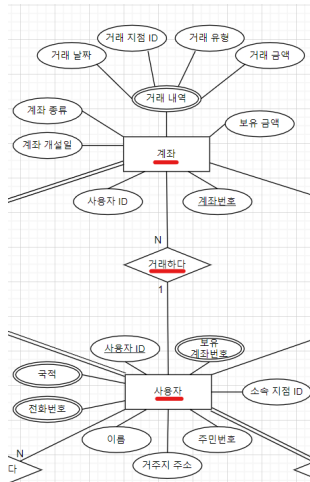 거래 지점 ID
거래 유형
거래 날짜
거래 금액
거래 내역
계좌 종류
보유 금액
계좌 개설일
계좌
사용자 ID
계좌번호
N
거래하다
1
사용자 ID
보유
계좌번호
국적
사용자
소속 지점 ID
전화번호
이름
주민번호
N
거주지 주소
다